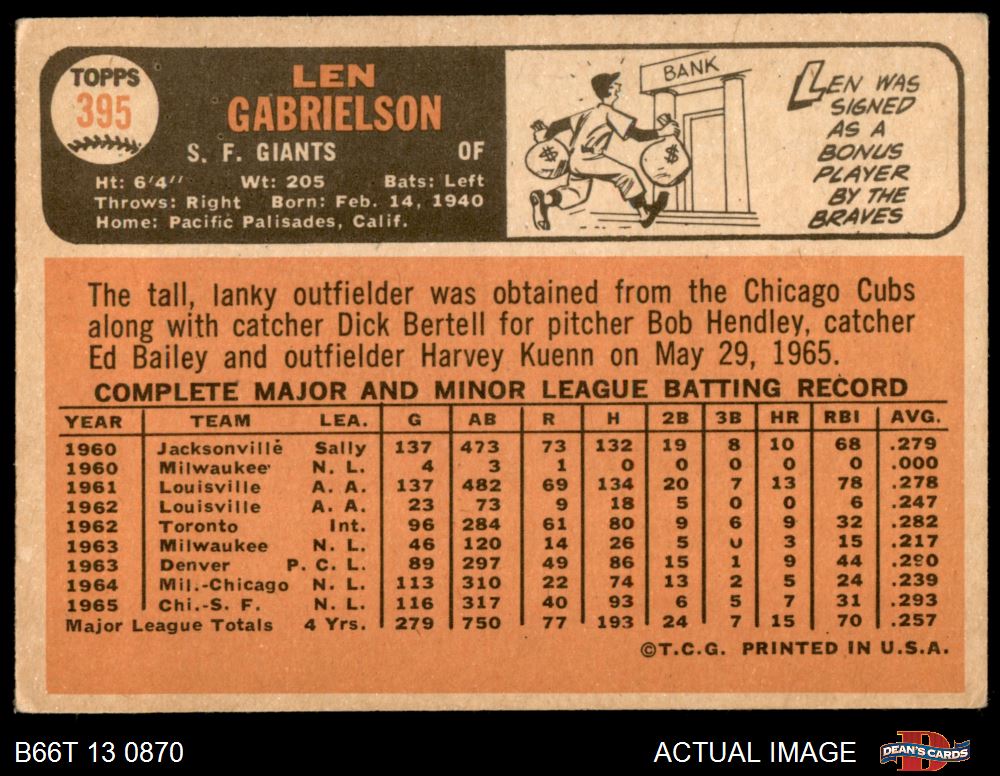 TOPPS
395
LEN
GABRIELSON
S. F. GIANTS OF
Ht: 6'4" Wt: 205 Bats: Left
Throws: Right Born: Feb. 14, 1940
Home: Pacific Palisades, Calif.
BANK
$ $
LEN WAS
SIGNED
AS A
BONUS
PLAYER
BY THE
BRAVES
The tall, lanky outfielder was obtained from the Chicago Cubs
along with catcher Dick Bertell for pitcher Bob Hendley, catcher
Ed Bailey and outfielder Harvey Kuenn on May 29, 1965.
COMPLETE MAJOR AND MINOR LEAGUE BATTING RECORD
YEAR TEAM LEA. G AB R H 2B 3B HR RBI AVG.
1960 Jacksonville Sally 137 473 73 132 19 8 10 68 .279
1960 Milwaukee N. L. 4 3 1 0 0 0 0 0 .000
1961 Louisville A. A. 137 482 69 134 20 7 13 78 .278
1962 Louisville A. A. 23 73 9 18 5 0 0 6 .247
1962 Toronto Int. 96 284 61 80 9 6 9 32 .282
1963 Milwaukee N. L. 46 120 14 26 5 0 3 15 .217
1963 Denver P. C. L. 89 297 49 86 15 1 9 44 .290
1964 Mil.-Chicago N. L. 113 310 22 74 13 2 5 24 .239
1965 Chi.-S. F. N. L. 116 317 40 93 6 5 7 31 .293
Major League Totals 4 Yrs. 279 750 77 193 24 7 15 70 .257
©T.C.G. PRINTED IN U.S.A.
B66T 13 0870 ACTUAL IMAGE DEAN'S CARDS